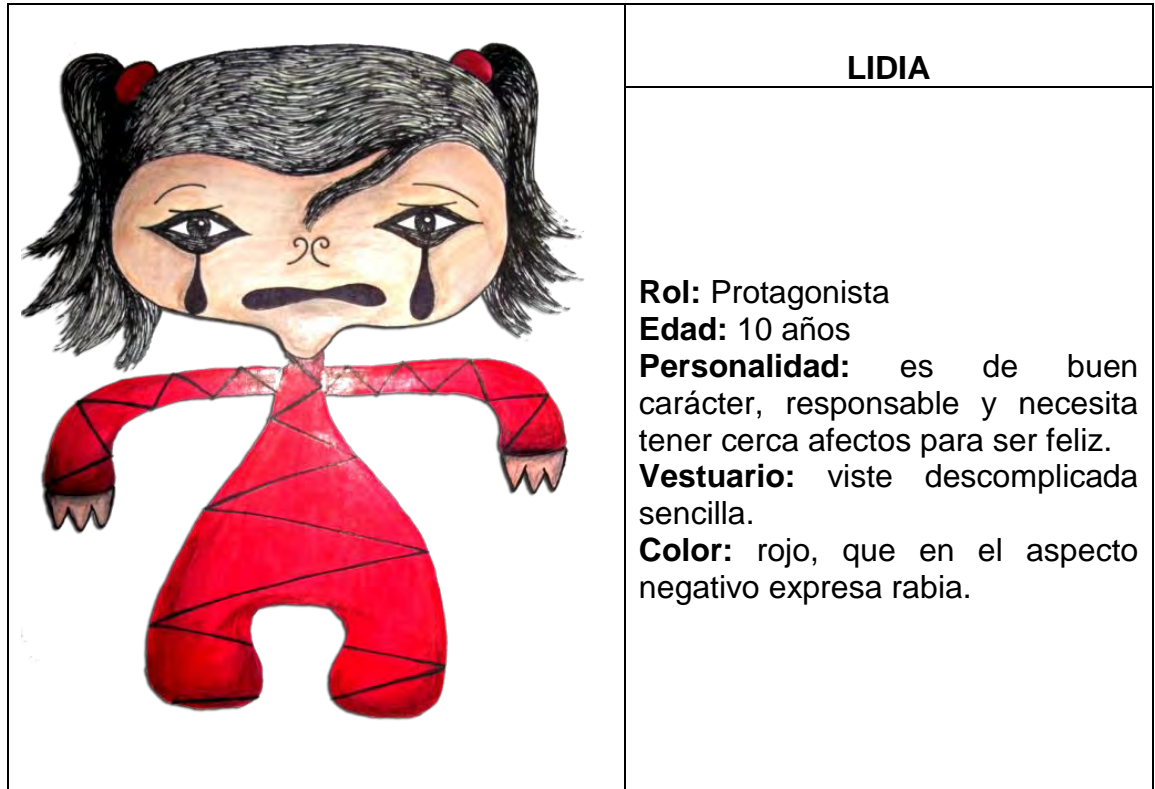 LIDIA
Rol: Protagonista
Edad: 10 años
Personalidad: es de buen
carácter, responsable y necesita
tener cerca afectos para ser feliz.
Vestuario: viste descomplicada
sencilla.
Color: rojo, que en el aspecto
negativo expresa rabia.